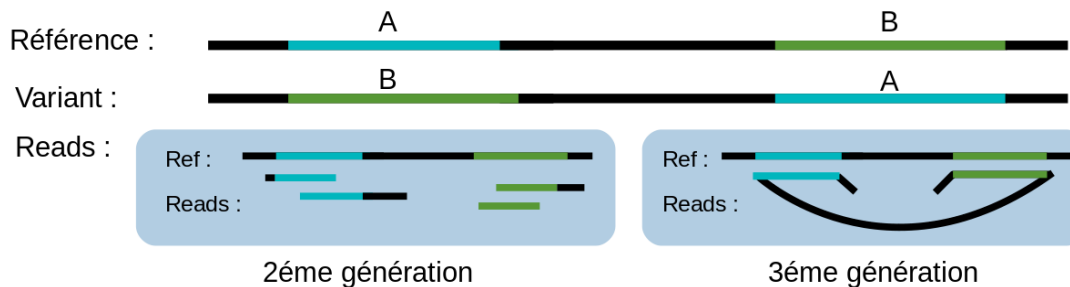 A B
Référence :
B A
Variant :
Reads :
Ref : Ref :
Reads : Reads :
2éme génération 3éme génération